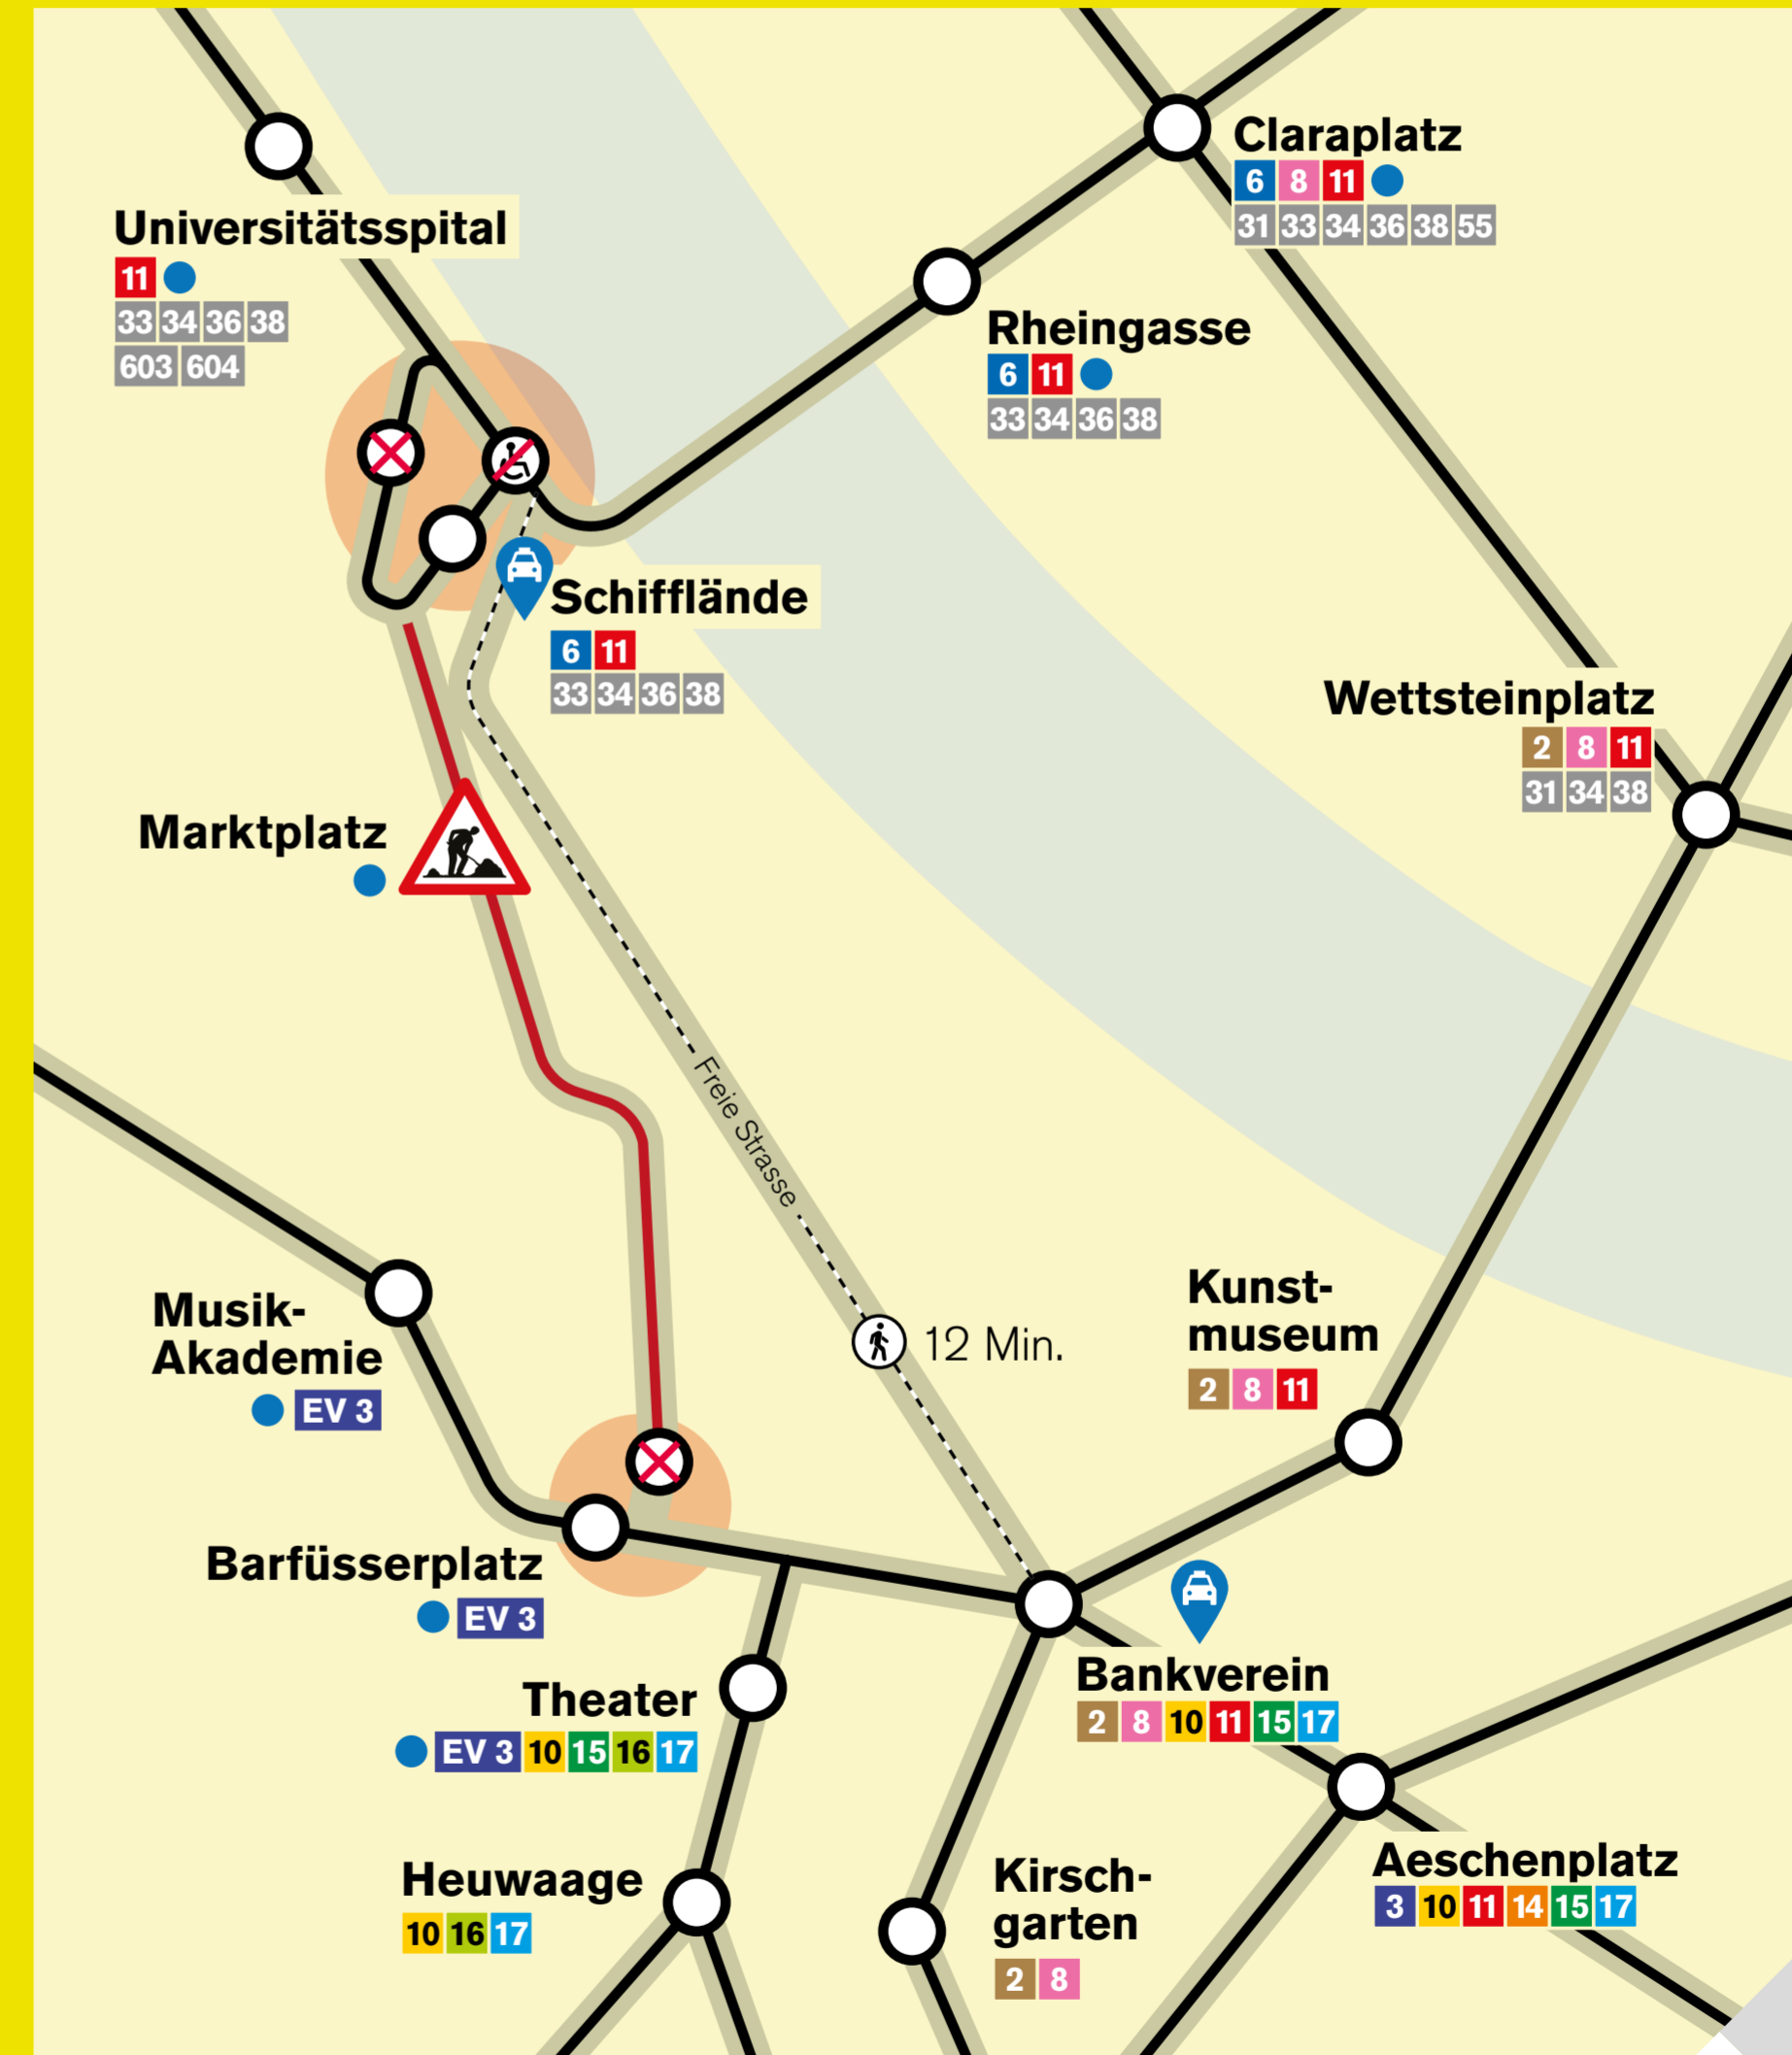 Claraplatz
6 8 11
31 33 34 36 38 55
Universitätsspital
11
33 34 36 38
603 604
Rheingasse
6 11
33 34 36 38
Schifflände
6 11
33 34 36 38
Wettsteinplatz
2 8 11
31 34 38
Marktplatz
Freie Strasse
12 Min.
Musik-
Akademie
EV 3
Kunst-
museum
2 8 11
Barfüsserplatz
EV 3
Theater
EV 3 10 15 16 17
Bankverein
2 8 10 11 15 17
Heuwaage
10 16 17
Kirsch-
garten
2 8
Aeschenplatz
3 10 11 14 15 17